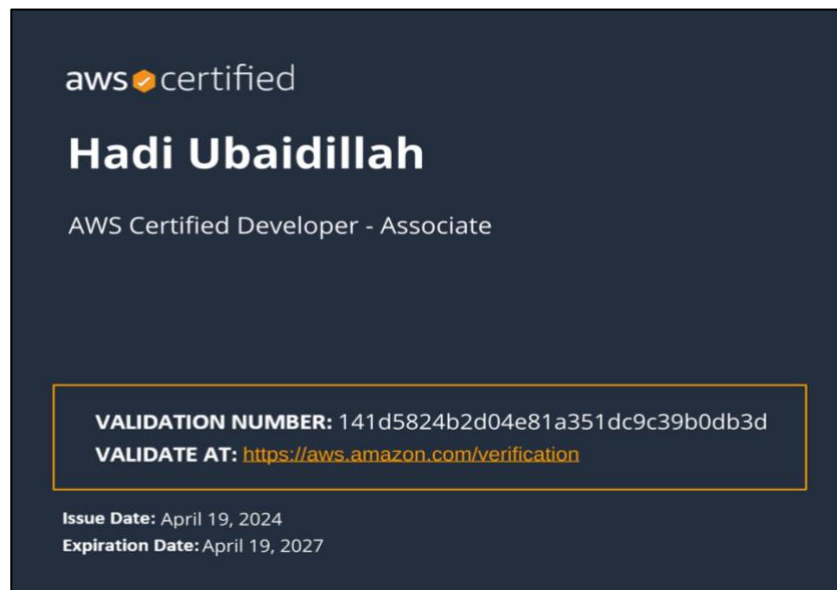 aws certified
Hadi Ubaidillah
AWS Certified Developer - Associate
VALIDATION NUMBER: 141d5824b2d04e81a351dc9c39b0db3d
VALIDATE AT: https://aws.amazon.com/verification
Issue Date: April 19, 2024
Expiration Date: April 19, 2027